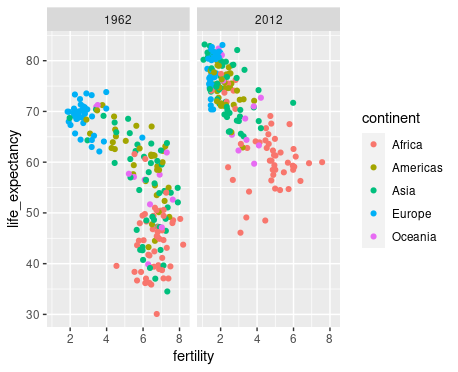 1962 2012
80
70
60
50
40
30
2 4 6 8 2 4 6 8
life_expectancy
fertility
continent
Africa
Americas
Asia
Europe
Oceania